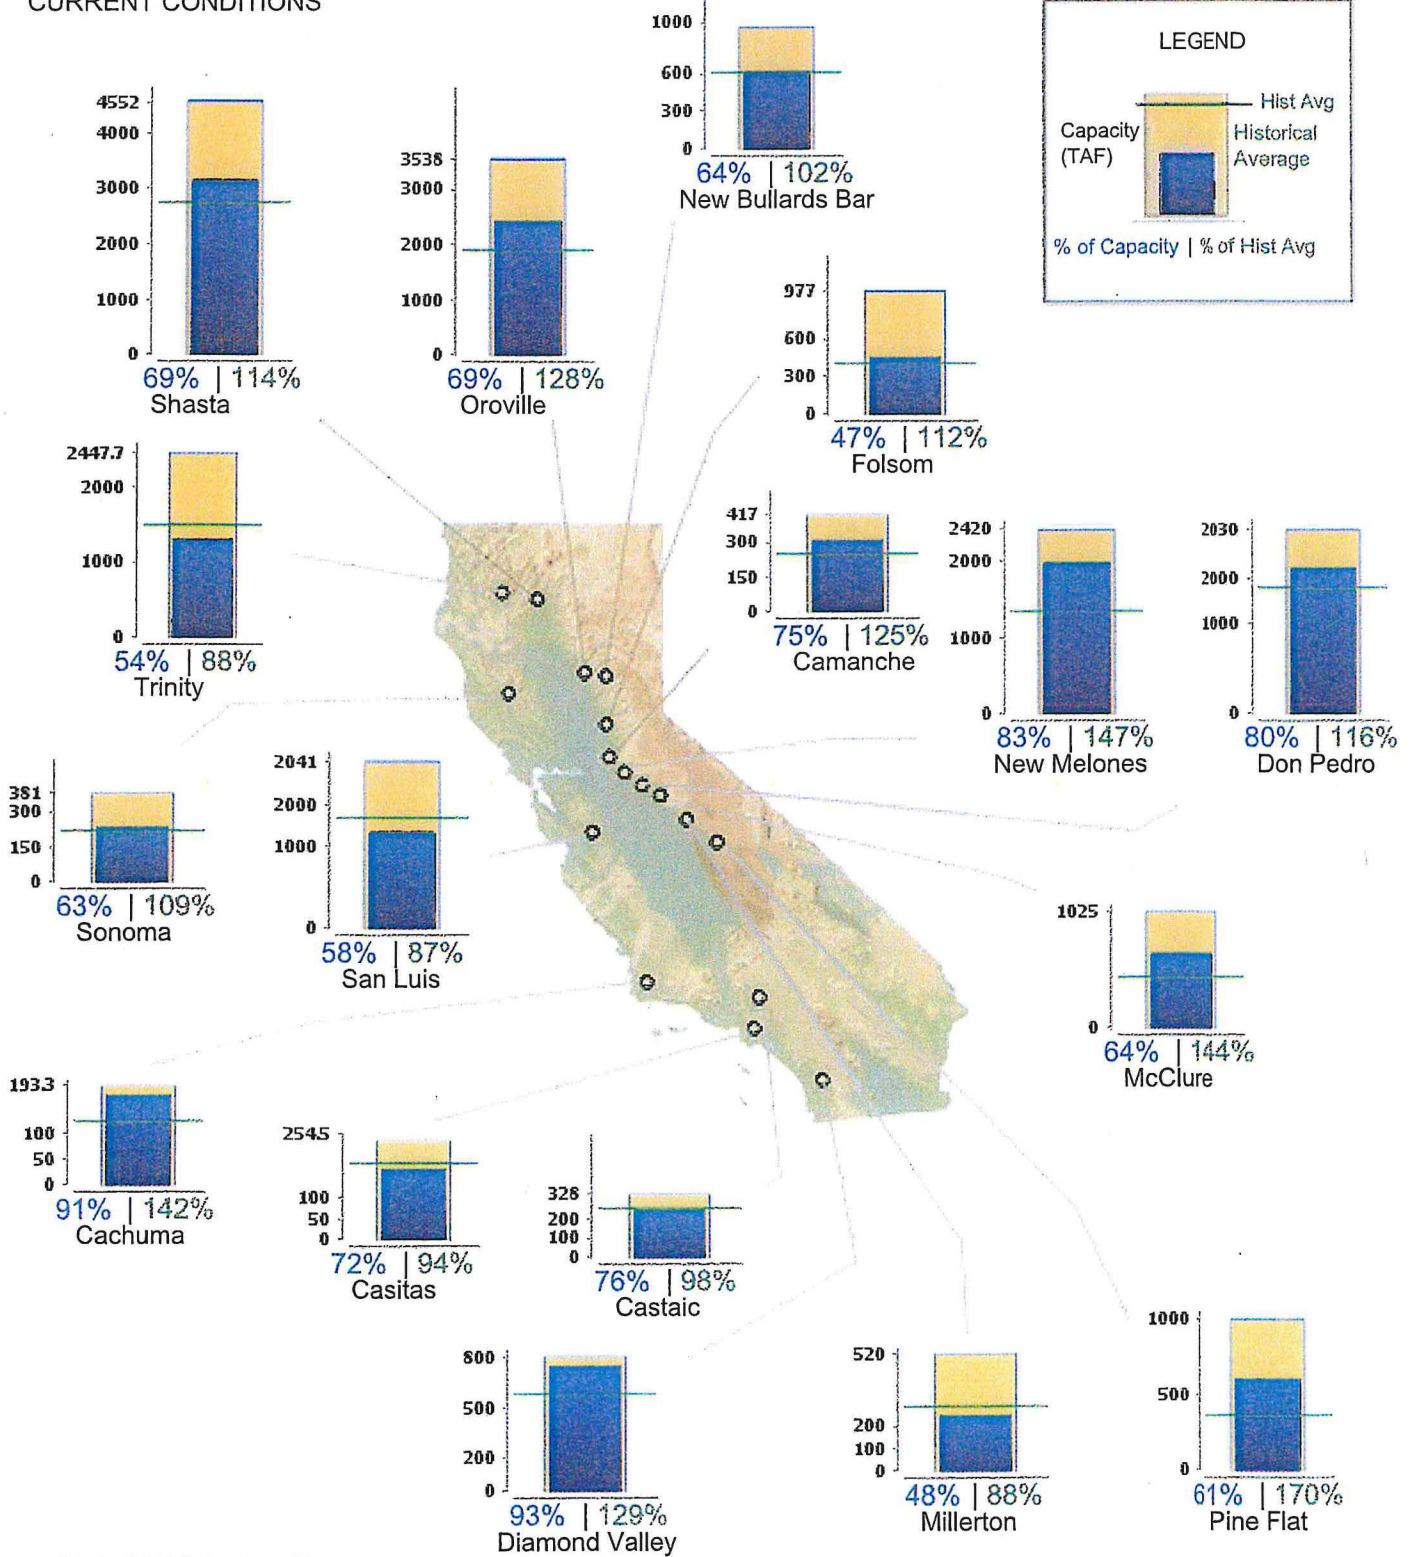 CURRENT CONDITIONS
1000
600
300
0
64% | 102%
New Bullards Bar
LEGEND
Hist Avg
Capacity
(TAF)
Historical
Average
% of Capacity | % of Hist Avg
4552
4000
3000
2000
1000
0
69% | 114%
Shasta
3538
3000
2000
1000
0
69% | 128%
Oroville
977
600
300
0
47% | 112%
Folsom
2447.7
2000
1000
0
54% | 88%
Trinity
417
300
150
0
75% | 125%
Camanche
2420
2000
1000
0
83% | 147%
New Melones
2030
2000
1000
0
80% | 116%
Don Pedro
381
300
150
0
63% | 109%
Sonoma
2041
2000
1000
0
58% | 87%
San Luis
1025
0
64% | 144%
McClure
193.3
100
50
0
91% | 142%
Cachuma
254.5
100
50
0
72% | 94%
Casitas
328
200
100
0
76% | 98%
Castaic
800
500
200
0
93% | 129%
Diamond Valley
520
200
100
0
48% | 88%
Millerton
1000
500
0
61% | 170%
Pine Flat